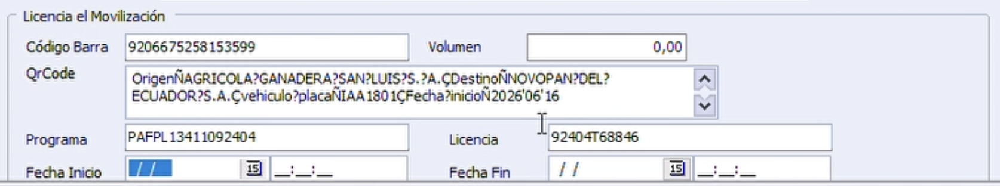 Licencia el Movilización
Código Barra 9206675258153599 Volumen 0,00
QrCode OrigenÑAGRICOLA?GANADERA?SAN?LUIS?S.?A.ÇDestinoÑNOVOPAN?DEL?
ECUADOR?S.A.Çvehiculo?placaÑIAA1801ÇFecha?inicioÑ2026'06'16
Programa PAFPL13411092404 Licencia 92404T68846
Fecha Inicio / / 15 __:__:__ Fecha Fin / / 15 __:__:__